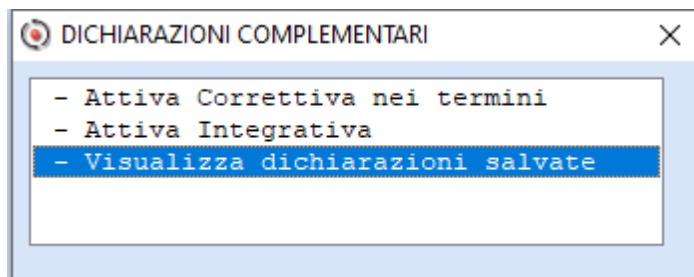 DICHIARAZIONI COMPLEMENTARI
- Attiva Correttiva nei termini
- Attiva Integrativa
- Visualizza dichiarazioni salvate